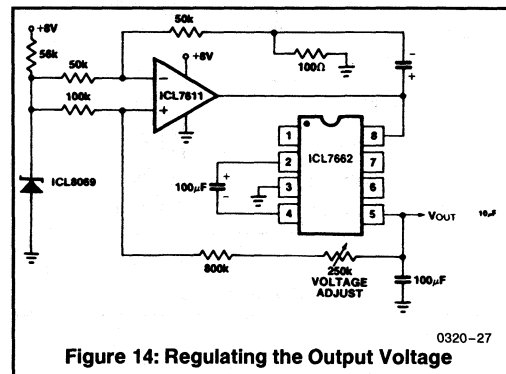 50k
+8V
+8V
56k
50k
100Ω
−
+
−
ICL7611
100k
+
1
8
ICL7662
2
7
+
ICL8069
100µF
3
6
−
4
5
VOUT
10µF
800k
250k
VOLTAGE
ADJUST
100µF
0320-27
Figure 14: Regulating the Output Voltage